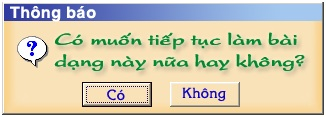 Thông báo
Có muốn tiếp tục làm bài
dạng này nữa hay không?
Có
Không